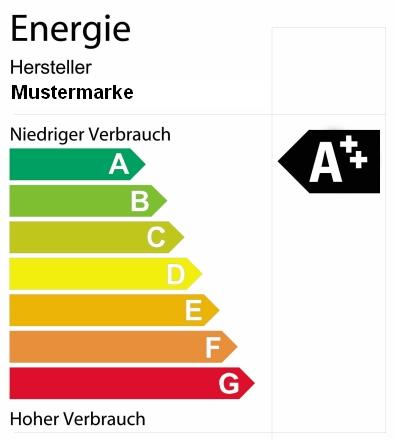 Energie
Hersteller
Mustermarke
Niedriger Verbrauch
A
A++
B
C
D
E
F
G
Hoher Verbrauch